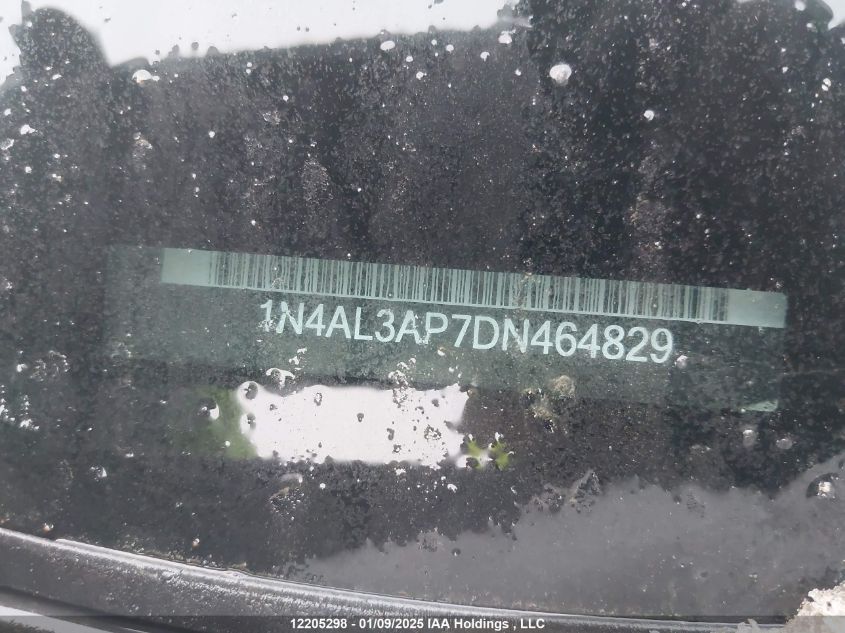 1N4AL3AP7DN464829
12205298 - 01/09/2025 IAA Holdings , LLC